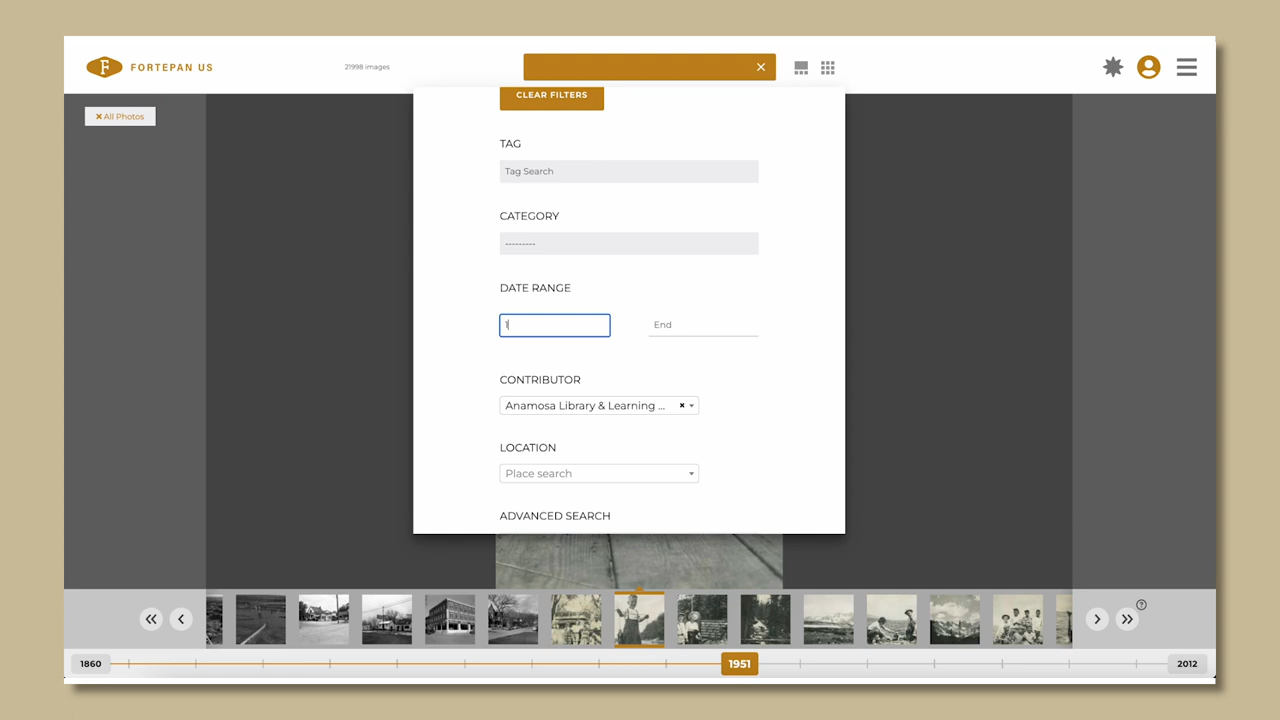 F FORTEPAN US
21998 images
× All Photos
CLEAR FILTERS
TAG
Tag Search
CATEGORY
---------
DATE RANGE
1
End
CONTRIBUTOR
Anamosa Library & Learning ...
LOCATION
Place search
ADVANCED SEARCH
1860
1951
2012